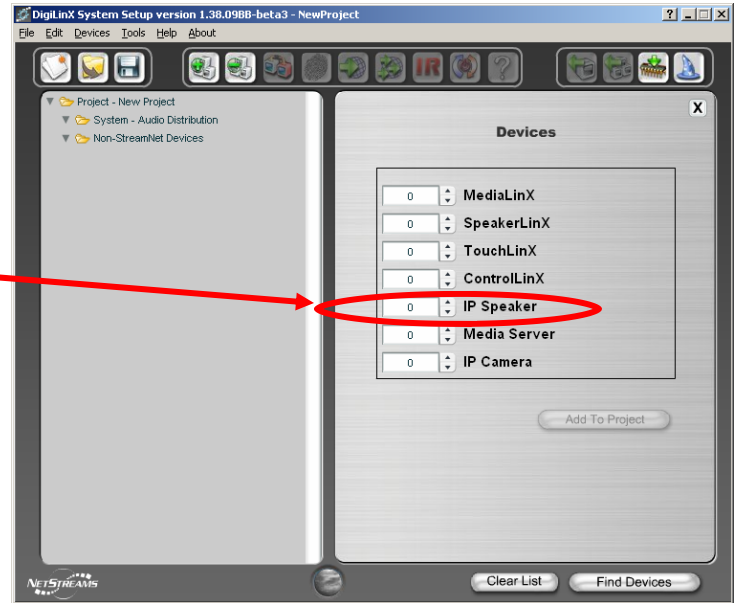 DigiLinX System Setup version 1.38.09BB-beta3 - NewProject
File Edit Devices Tools Help About
IR ?
Project - New Project
System - Audio Distribution
Non-StreamNet Devices
X
Devices
0 MediaLinX
0 SpeakerLinX
0 TouchLinX
0 ControlLinX
0 IP Speaker
0 Media Server
0 IP Camera
Add To Project
NETSTREAMS
Clear List Find Devices